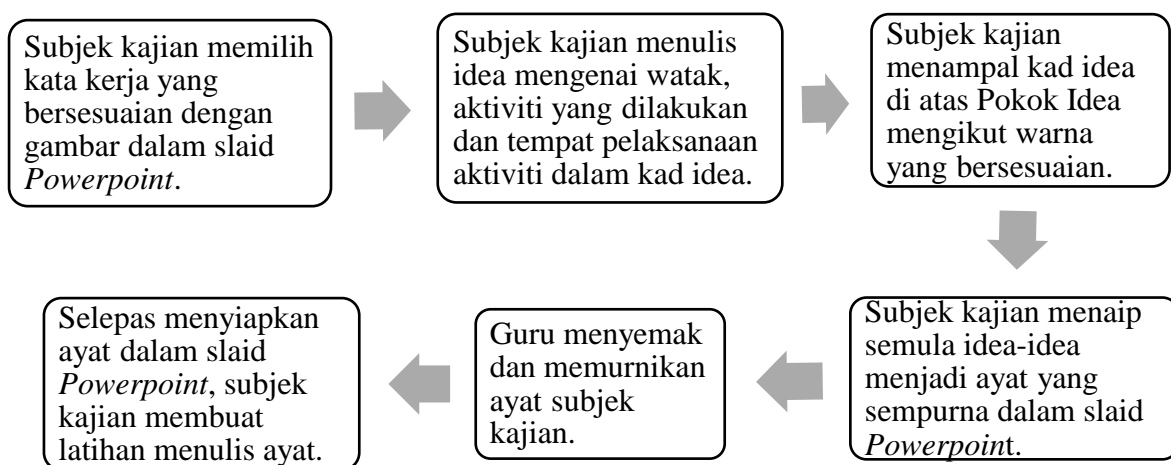 Subjek kajian memilih
kata kerja yang
bersesuaian dengan
gambar dalam slaid
Powerpoint.
Subjek kajian menulis
idea mengenai watak,
aktiviti yang dilakukan
dan tempat pelaksanaan
aktiviti dalam kad idea.
Subjek kajian
menampal kad idea
di atas Pokok Idea
mengikut warna
yang bersesuaian.
Subjek kajian menaip
semula idea-idea
menjadi ayat yang
sempurna dalam slaid
Powerpoint.
Guru menyemak
dan memurnikan
ayat subjek
kajian.
Selepas menyiapkan
ayat dalam slaid
Powerpoint, subjek
kajian membuat
latihan menulis ayat.